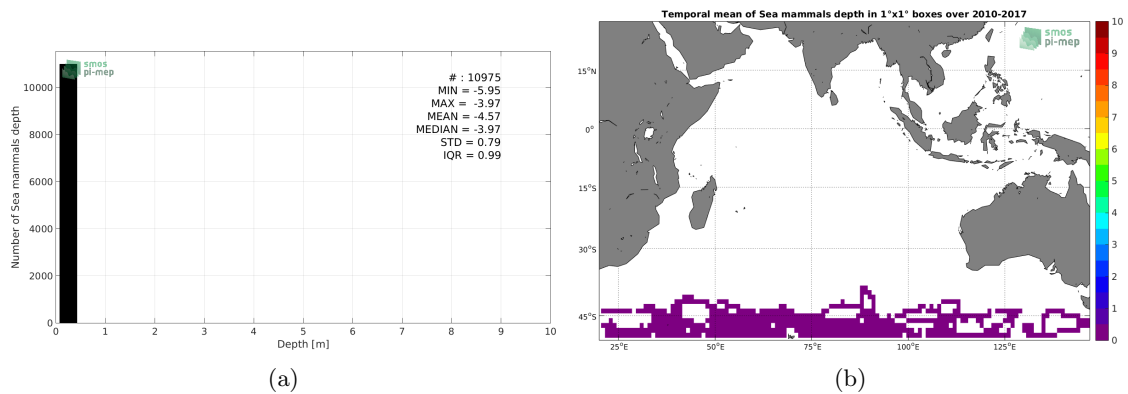 Number of Sea mammals depth
10000
8000
6000
4000
2000
0
0 1 2 3 4 5 6 7 8 9 10
Depth [m]
smos
pi-mep
# : 10975
MIN = -5.95
MAX = -3.97
MEAN = -4.57
MEDIAN = -3.97
STD = 0.79
IQR = 0.99
(a)
Temporal mean of Sea mammals depth in 1°x1° boxes over 2010-2017
smos
pi-mep
15°N
0°
15°S
30°S
45°S
25°E 50°E 75°E 100°E 125°E
10
9
8
7
6
5
4
3
2
1
0
(b)